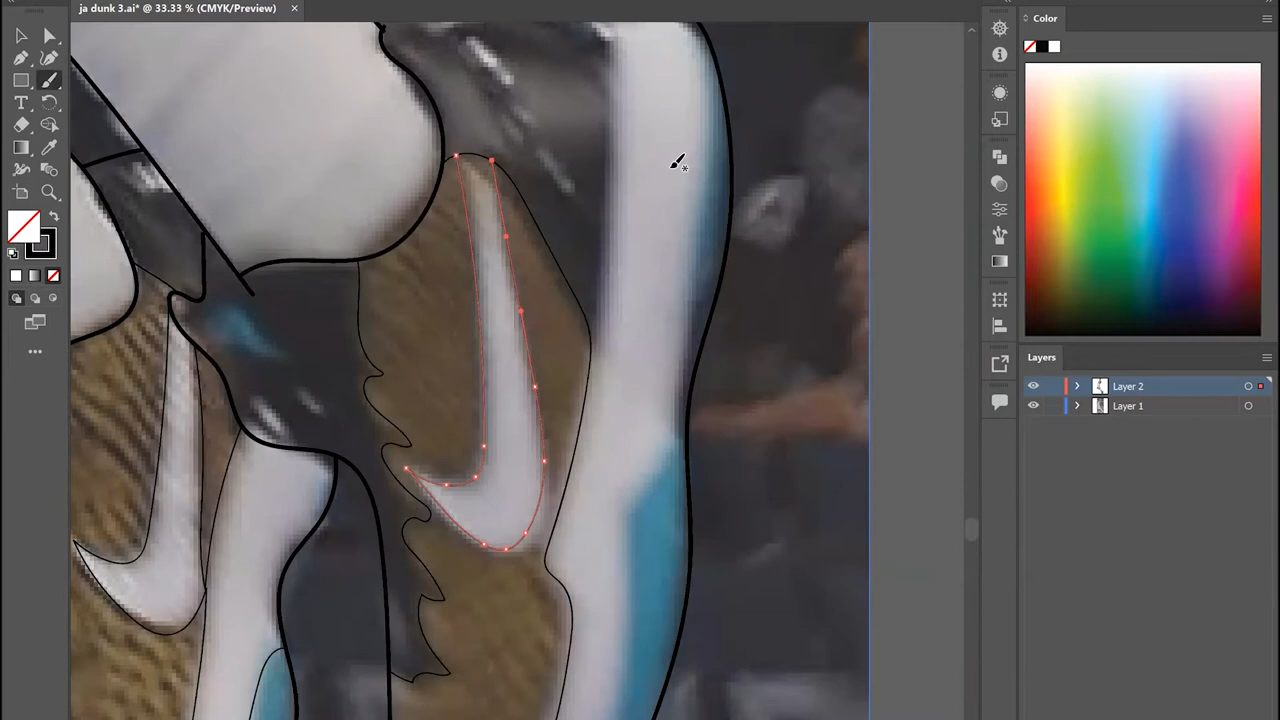 ja dunk 3.ai* @ 33.33 % (CMYK/Preview)
Color
Layers
Layer 2
Layer 1